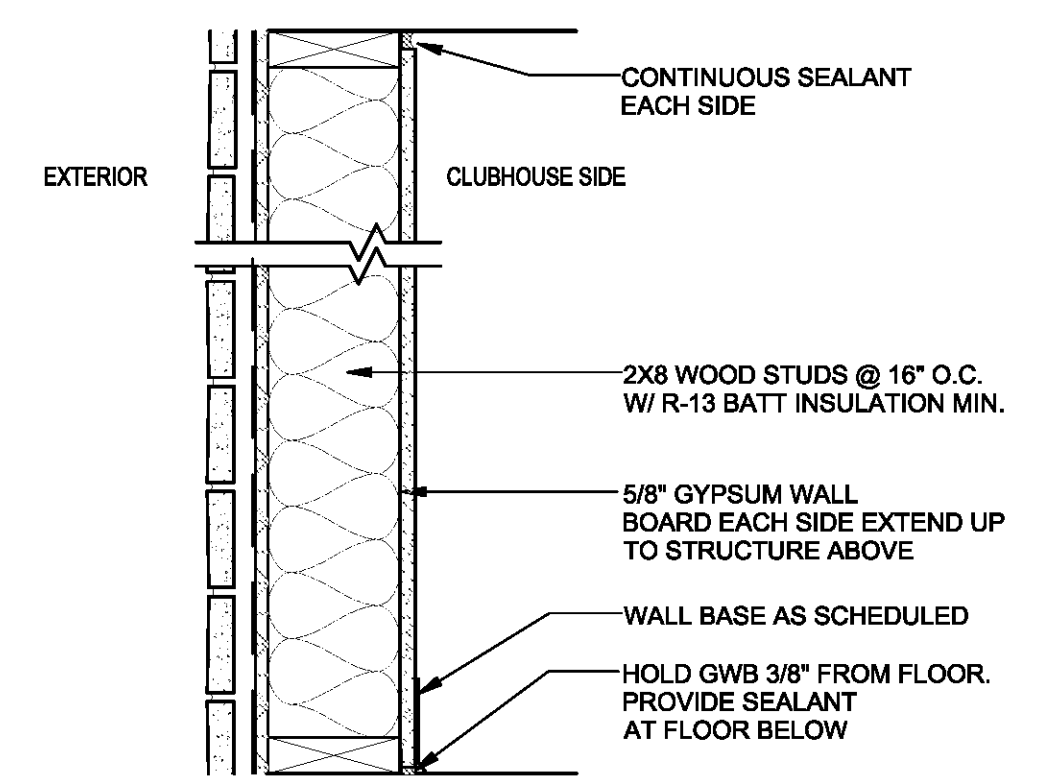 CONTINUOUS SEALANT
EACH SIDE
EXTERIOR
CLUBHOUSE SIDE
2X8 WOOD STUDS @ 16" O.C.
W/ R-13 BATT INSULATION MIN.
5/8" GYPSUM WALL
BOARD EACH SIDE EXTEND UP
TO STRUCTURE ABOVE
WALL BASE AS SCHEDULED
HOLD GWB 3/8" FROM FLOOR.
PROVIDE SEALANT
AT FLOOR BELOW